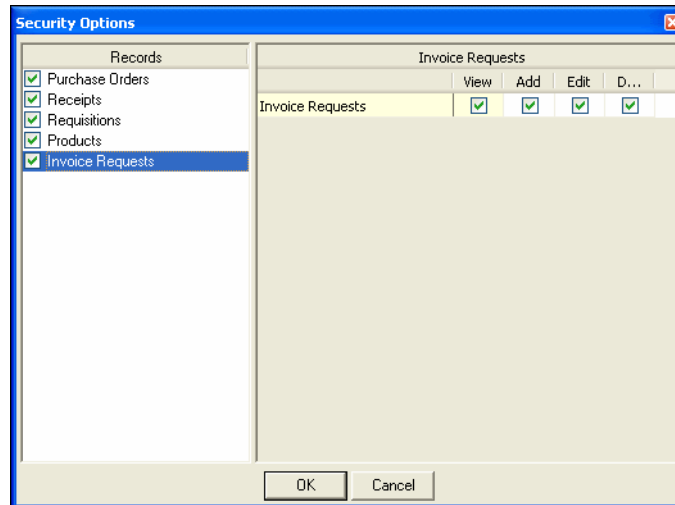 Security Options
Records
Purchase Orders
Receipts
Requisitions
Products
Invoice Requests
Invoice Requests
View Add Edit D...
Invoice Requests
OK Cancel